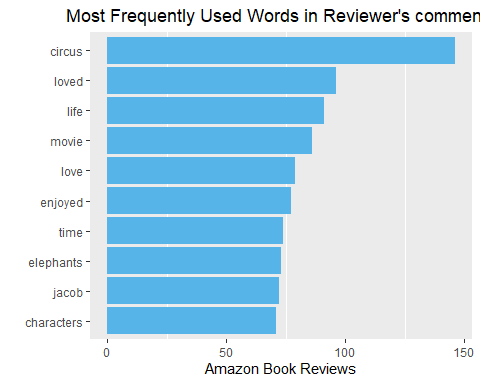 Most Frequently Used Words in Reviewer's commen
circus
loved
life
movie
love
enjoyed
time
elephants
jacob
characters
0 50 100 150
Amazon Book Reviews